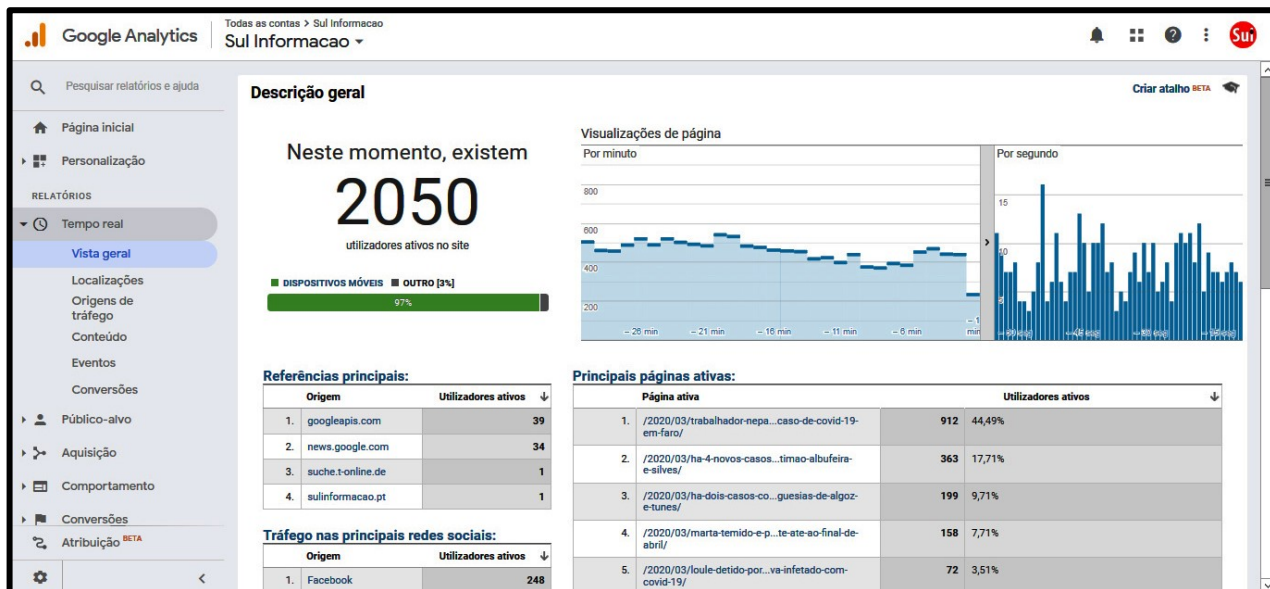 Google Analytics
Todas as contas > Sul Informacao
Sul Informacao
Sui
Pesquisar relatórios e ajuda
Página inicial
Personalização
RELATÓRIOS
Tempo real
Vista geral
Localizações
Origens de
tráfego
Conteúdo
Eventos
Conversões
Público-alvo
Aquisição
Comportamento
Conversões
Atribuição BETA
Descrição geral
Criar atalho BETA
Neste momento, existem
2050
utilizadores ativos no site
DISPOSITIVOS MÓVEIS OUTRO [3%]
97%
Visualizações de página
Por minuto
800
600
400
200
– 26 min – 21 min – 16 min – 11 min – 6 min – 1
min
Por segundo
15
10
5
Referências principais:
Origem Utilizadores ativos
1. googleapis.com 39
2. news.google.com 34
3. suche.t-online.de 1
4. sulinformacao.pt 1
Tráfego nas principais redes sociais:
Origem Utilizadores ativos
1. Facebook 248
Principais páginas ativas:
Página ativa Utilizadores ativos
1. /2020/03/trabalhador-nepa...caso-de-covid-19- 912 44,49%
em-faro/
2. /2020/03/ha-4-novos-casos...timao-albufeira- 363 17,71%
e-silves/
3. /2020/03/ha-dois-casos-co...guesias-de-algoz- 199 9,71%
e-tunes/
4. /2020/03/marta-temido-e-p...te-ate-ao-final-de- 158 7,71%
abril/
5. /2020/03/loule-detido-por...va-infetado-com- 72 3,51%
covid-19/